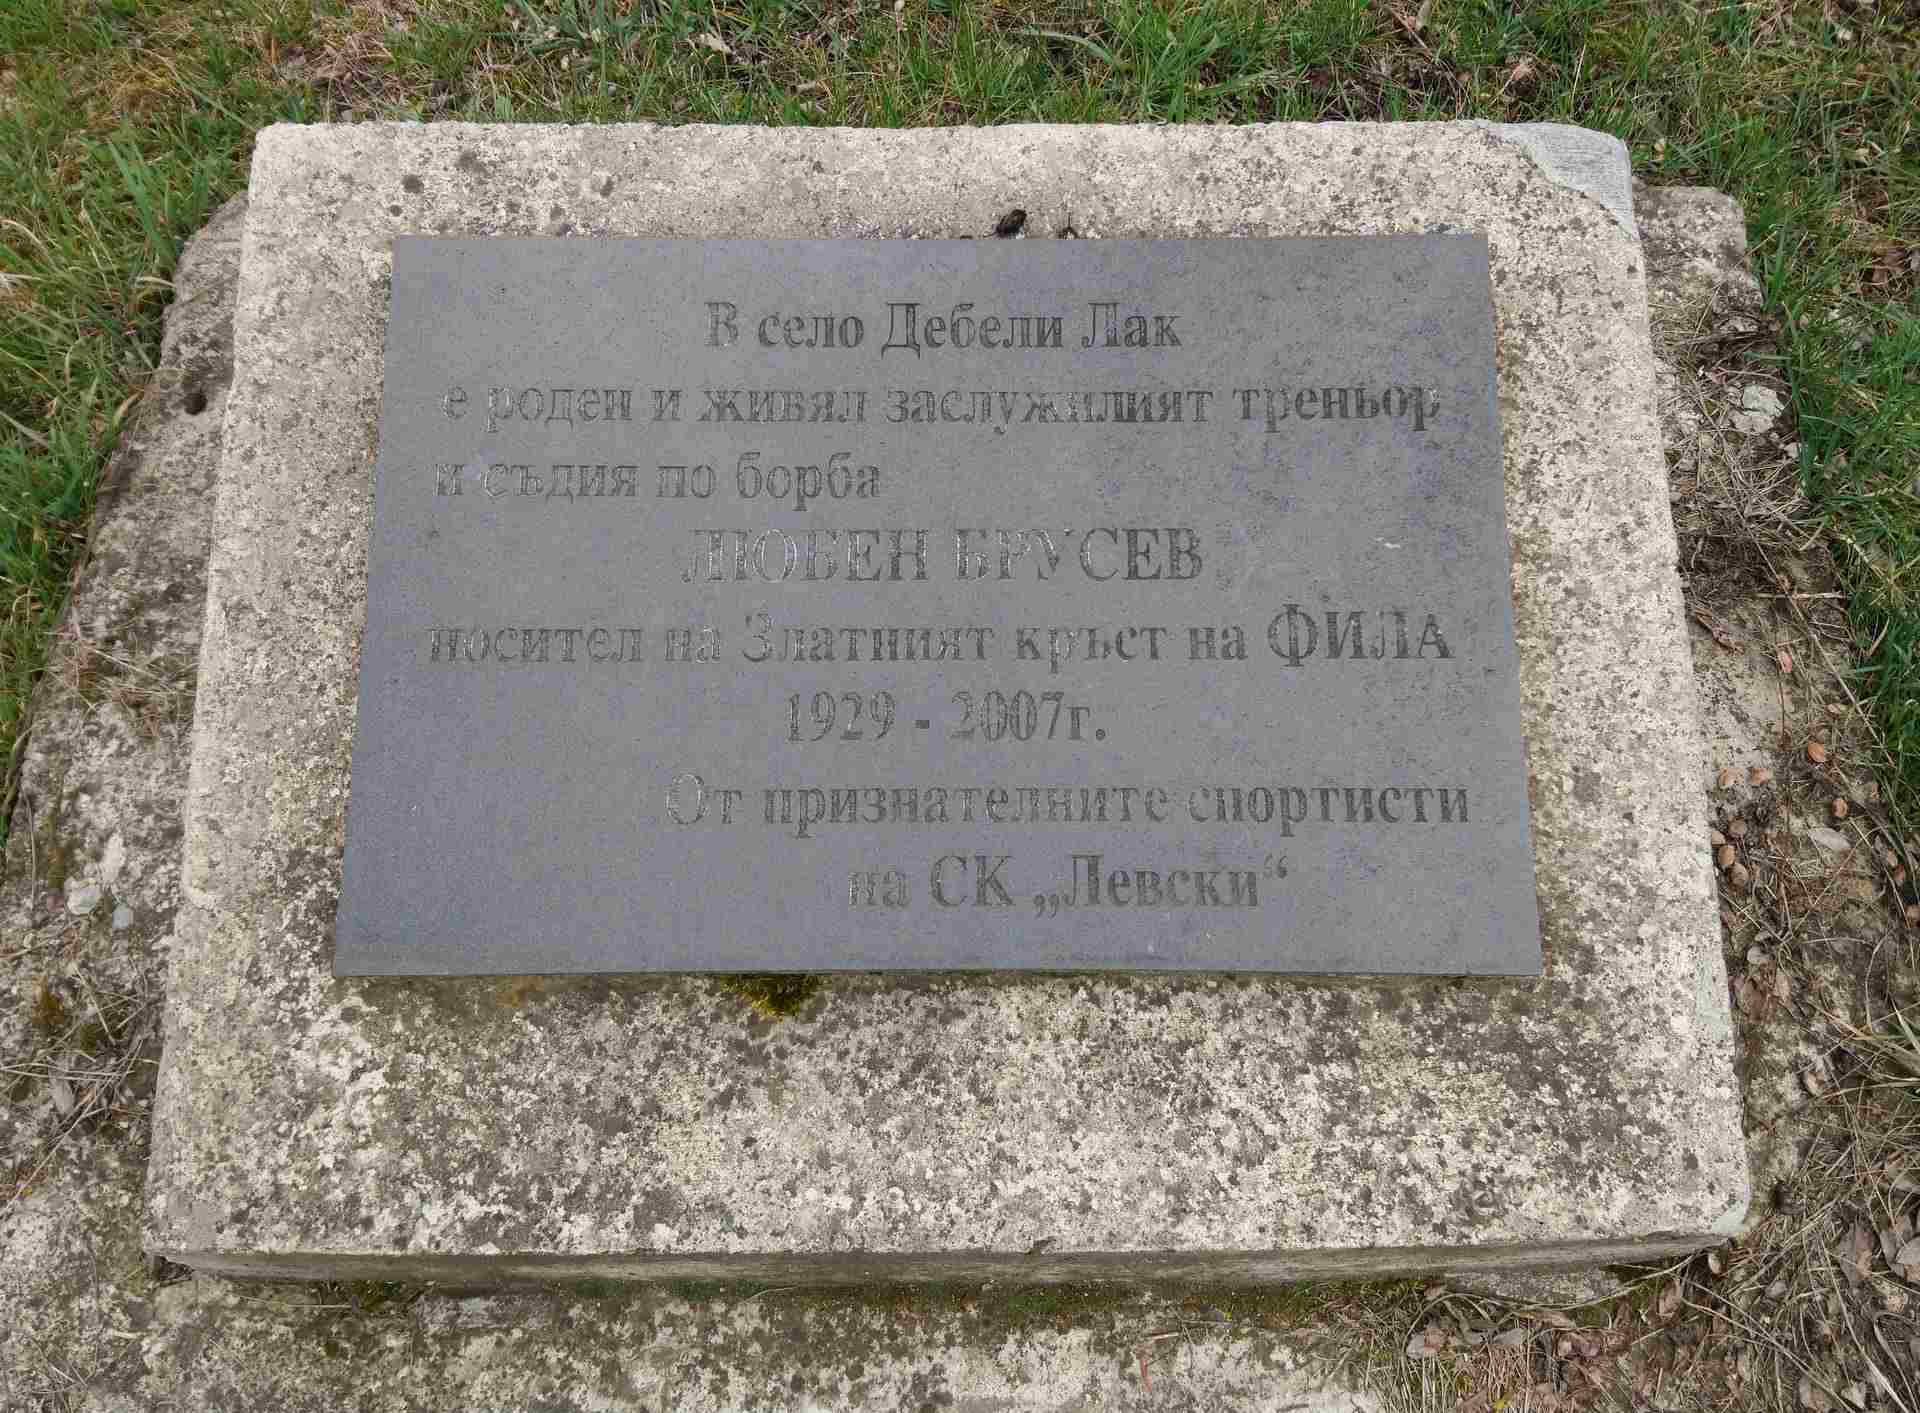 В село Дебели Лак
е роден и живял заслужилият треньор
и съдия по борба
ЛЮБЕН БРУСЕВ
носител на Златният кръст на ФИЛА
1929 - 2007г.
От признателните спортисти
на СК „Левски“